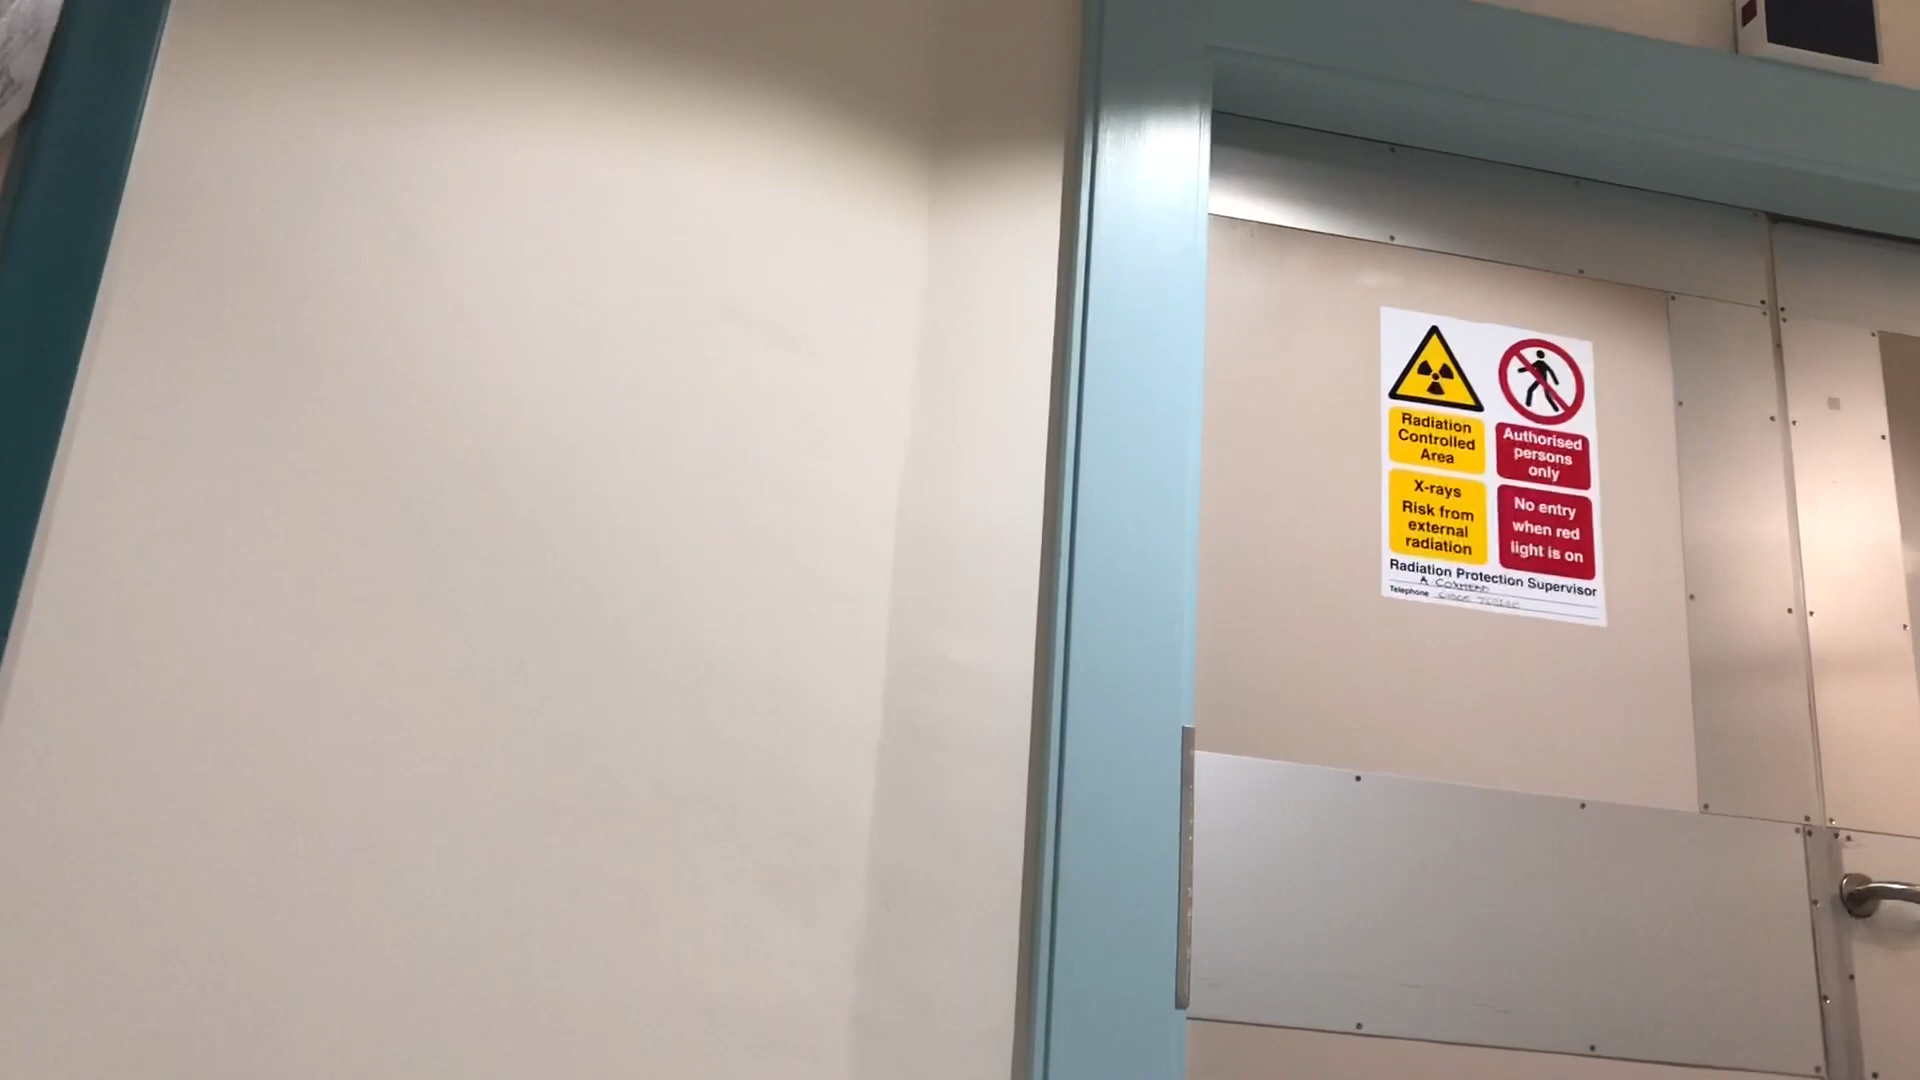 Radiation
Controlled
Area
Authorised
persons
only
X-rays
Risk from
external
radiation
No entry
when red
light is on
Radiation Protection Supervisor
A COXHEAD
Telephone